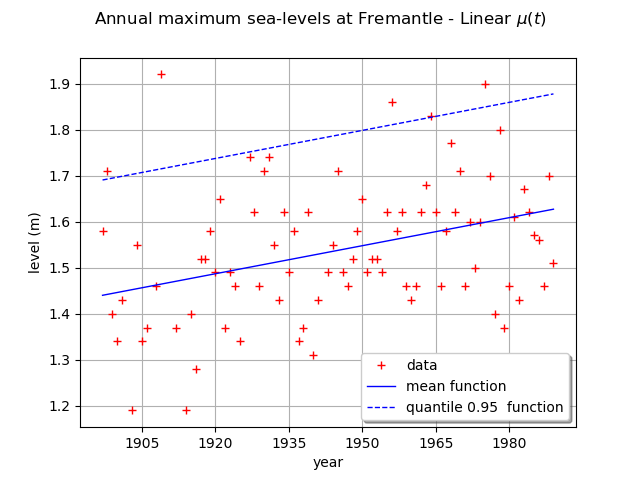 Annual maximum sea-levels at Fremantle - Linear μ(t)
1.9
1.8
1.7
1.6
1.5
1.4
1.3
1.2
level (m)
data
mean function
quantile 0.95  function
1905 1920 1935 1950 1965 1980
year